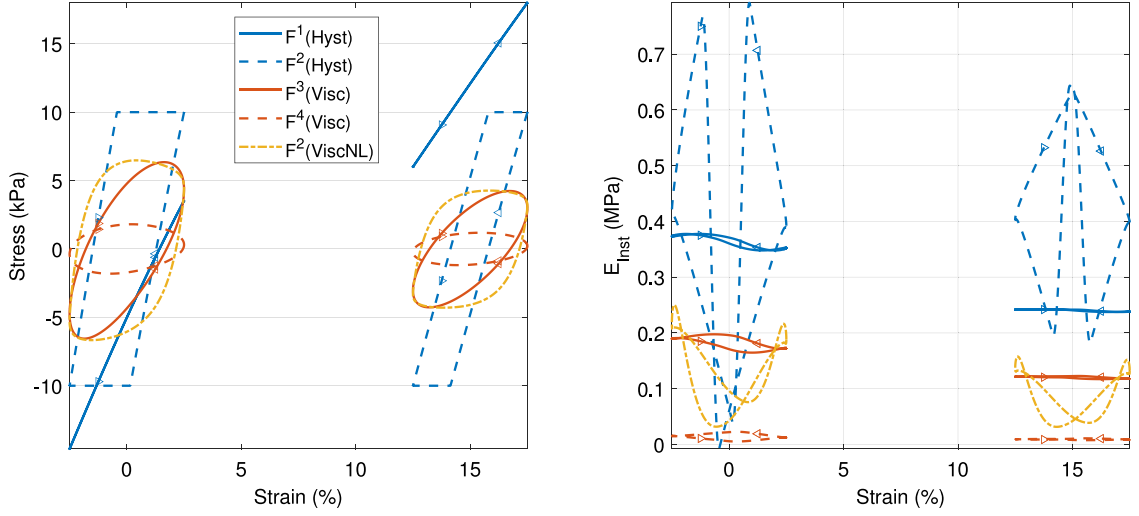 15
10
5
0
-5
-10
Stress (kPa)
F¹(Hyst)
F²(Hyst)
F³(Visc)
F⁴(Visc)
F²(ViscNL)
0 5 10 15
Strain (%)
0.7
0.6
0.5
0.4
0.3
0.2
0.1
0
E_Inst (MPa)
0 5 10 15
Strain (%)